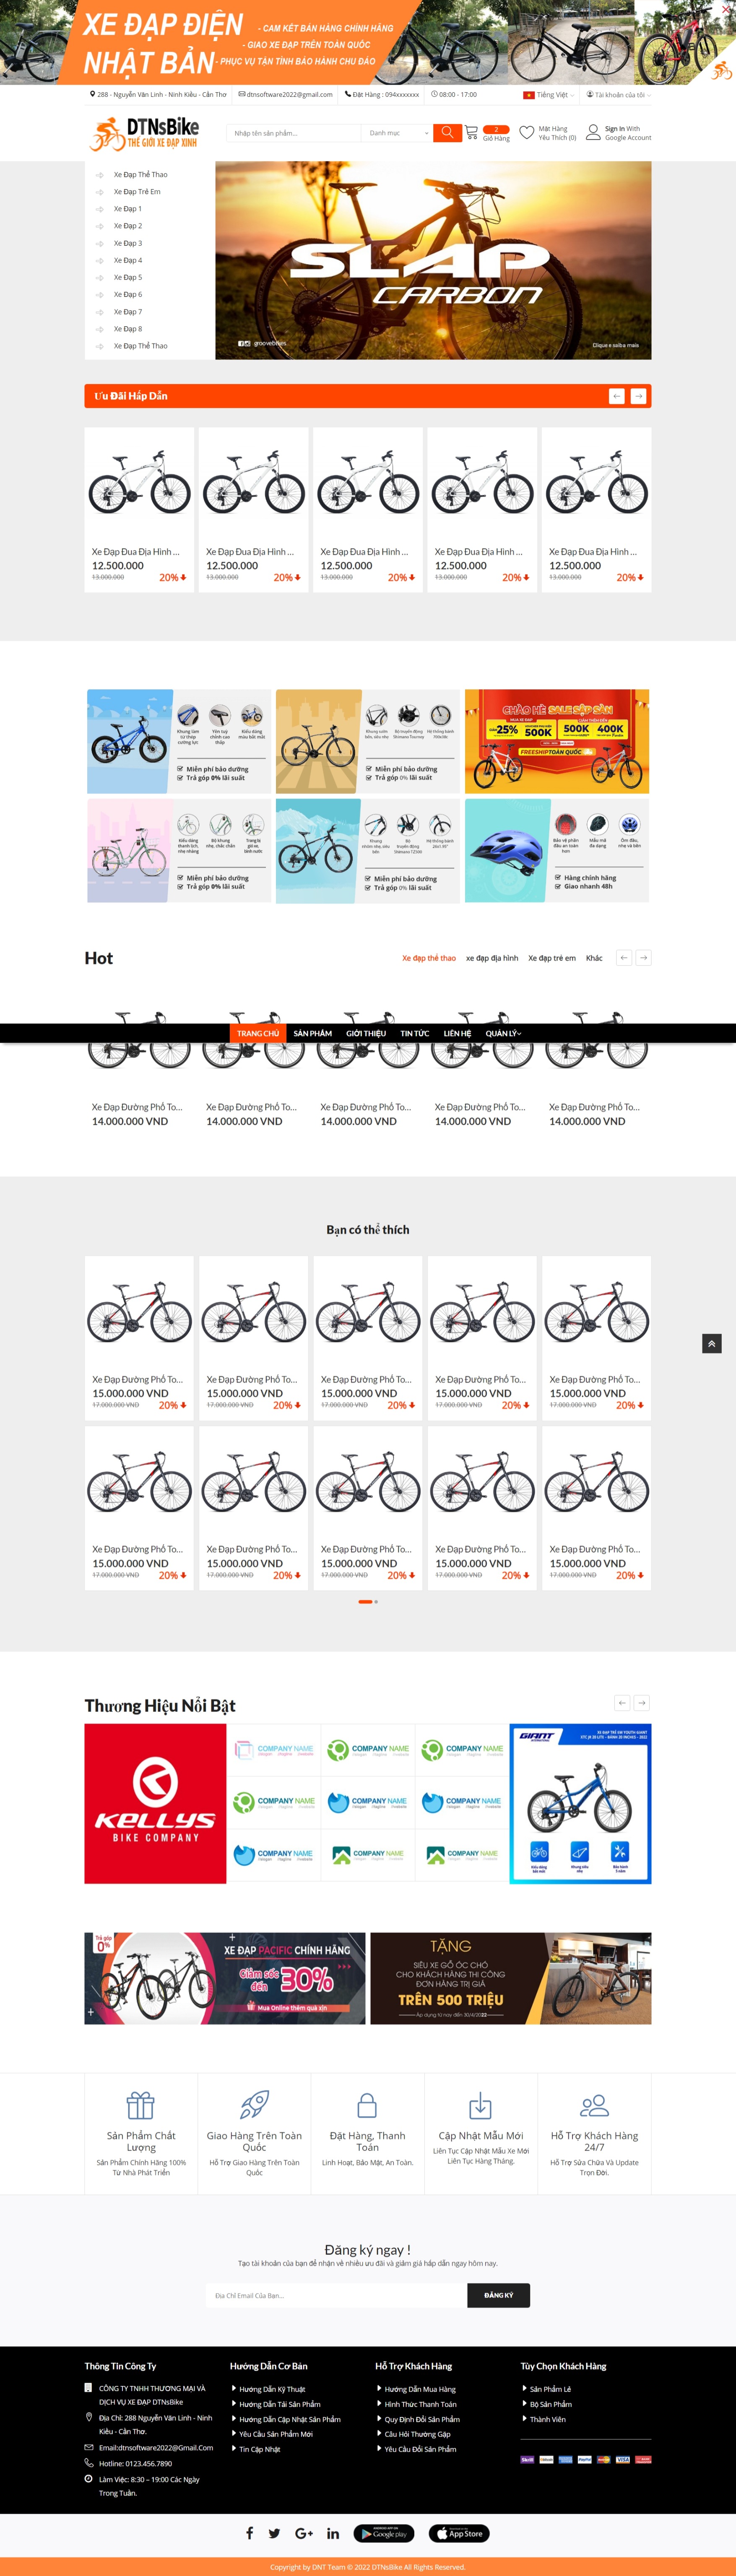 XE ĐẠP ĐIỆN
NHẬT BẢN
- CAM KẾT BÁN HÀNG CHÍNH HÃNG
- GIAO XE ĐẠP TRÊN TOÀN QUỐC
- PHỤC VỤ TẬN TÌNH BẢO HÀNH CHU ĐÁO
288 - Nguyễn Văn Linh - Ninh Kiều - Cần Thơ
dtnsoftware2022@gmail.com
Đặt Hàng : 094xxxxxxx
08:00 - 17:00
Tiếng Việt
Tài khoản của tôi
DTNsBike
THẾ GIỚI XE ĐẠP XINH
Nhập tên sản phẩm...
Danh mục
2
Giỏ Hàng
Mặt Hàng
Yêu Thích (0)
Sign In With
Google Account
Xe Đạp Thể Thao
Xe Đạp Trẻ Em
Xe Đạp 1
Xe Đạp 2
Xe Đạp 3
Xe Đạp 4
Xe Đạp 5
Xe Đạp 6
Xe Đạp 7
Xe Đạp 8
Xe Đạp Thể Thao
SLAP
CARBON
groovebikes
Clique e saiba mais
Ưu Đãi Hấp Dẫn
Xe Đạp Đua Địa Hình ...
12.500.000
13.000.000
20%
Xe Đạp Đua Địa Hình ...
12.500.000
13.000.000
20%
Xe Đạp Đua Địa Hình ...
12.500.000
13.000.000
20%
Xe Đạp Đua Địa Hình ...
12.500.000
13.000.000
20%
Xe Đạp Đua Địa Hình ...
12.500.000
13.000.000
20%
Miễn phí bảo dưỡng
Trả góp 0% lãi suất
Miễn phí bảo dưỡng
Trả góp 0% lãi suất
CHÀO HÈ SALE SẬP SÀN
25%
500K
400K
FREESHIP TOÀN QUỐC
Miễn phí bảo dưỡng
Trả góp 0% lãi suất
Miễn phí bảo dưỡng
Trả góp 0% lãi suất
Hàng chính hãng
Giao nhanh 48h
Hot
Xe đạp thể thao
xe đạp địa hình
Xe đạp trẻ em
Khác
TRANG CHỦ
SẢN PHẨM
GIỚI THIỆU
TIN TỨC
LIÊN HỆ
QUẢN LÝ
Xe Đạp Đường Phố To...
14.000.000 VND
Xe Đạp Đường Phố To...
14.000.000 VND
Xe Đạp Đường Phố To...
14.000.000 VND
Xe Đạp Đường Phố To...
14.000.000 VND
Xe Đạp Đường Phố To...
14.000.000 VND
Bạn có thể thích
Xe Đạp Đường Phố To...
15.000.000 VND
17.000.000 VND
20%
Xe Đạp Đường Phố To...
15.000.000 VND
17.000.000 VND
20%
Xe Đạp Đường Phố To...
15.000.000 VND
17.000.000 VND
20%
Xe Đạp Đường Phố To...
15.000.000 VND
17.000.000 VND
20%
Xe Đạp Đường Phố To...
15.000.000 VND
17.000.000 VND
20%
Xe Đạp Đường Phố To...
15.000.000 VND
17.000.000 VND
20%
Xe Đạp Đường Phố To...
15.000.000 VND
17.000.000 VND
20%
Xe Đạp Đường Phố To...
15.000.000 VND
17.000.000 VND
20%
Xe Đạp Đường Phố To...
15.000.000 VND
17.000.000 VND
20%
Xe Đạp Đường Phố To...
15.000.000 VND
17.000.000 VND
20%
Thương Hiệu Nổi Bật
KELLYS
BIKE COMPANY
COMPANY NAME
COMPANY NAME
COMPANY NAME
COMPANY NAME
COMPANY NAME
COMPANY NAME
COMPANY NAME
COMPANY NAME
COMPANY NAME
GIANT
Trả góp
0%
XE ĐẠP PACIFIC CHÍNH HÃNG
Giảm sốc
đến
30%
Mua Online thêm quà xịn
TẶNG
SIÊU XE GỖ ÓC CHÓ
CHO KHÁCH HÀNG THI CÔNG
ĐƠN HÀNG TRỊ GIÁ
TRÊN 500 TRIỆU
Áp dụng từ nay đến 30/4/2022
Sản Phẩm Chất
Lượng
Sản Phẩm Chính Hãng 100%
Từ Nhà Phát Triển
Giao Hàng Trên Toàn
Quốc
Hỗ Trợ Giao Hàng Trên Toàn
Quốc
Đặt Hàng, Thanh
Toán
Linh Hoạt, Bảo Mật, An Toàn.
Cập Nhật Mẫu Mới
Liên Tục Cập Nhật Mẫu Xe Mới
Liên Tục Hàng Tháng.
Hỗ Trợ Khách Hàng
24/7
Hỗ Trợ Sửa Chữa Và Update
Trọn Đời.
Đăng ký ngay !
Tạo tài khoản của bạn để nhận về nhiều ưu đãi và giảm giá hấp dẫn ngay hôm nay.
Địa Chỉ Email Của Bạn...
ĐĂNG KÝ
Thông Tin Công Ty
CÔNG TY TNHH THƯƠNG MẠI VÀ
DỊCH VỤ XE ĐẠP DTNsBike
Địa Chỉ: 288 Nguyễn Văn Linh - Ninh
Kiều - Cần Thơ.
Email:dtnsoftware2022@Gmail.Com
Hotline: 0123.456.7890
Làm Việc: 8:30 – 19:00 Các Ngày
Trong Tuần.
Hướng Dẫn Cơ Bản
Hướng Dẫn Kỹ Thuật
Hướng Dẫn Tải Sản Phẩm
Hướng Dẫn Cập Nhật Sản Phẩm
Yêu Cầu Sản Phẩm Mới
Tin Cập Nhật
Hỗ Trợ Khách Hàng
Hướng Dẫn Mua Hàng
Hình Thức Thanh Toán
Quy Định Đổi Sản Phẩm
Câu Hỏi Thường Gặp
Yêu Cầu Đổi Sản Phẩm
Tùy Chọn Khách Hàng
Sản Phẩm Lẻ
Bộ Sản Phẩm
Thành Viên
Skrill
PayPal
VISA
Google play
App Store
Copyright by DNT Team © 2022 DTNsBike All Rights Reserved.